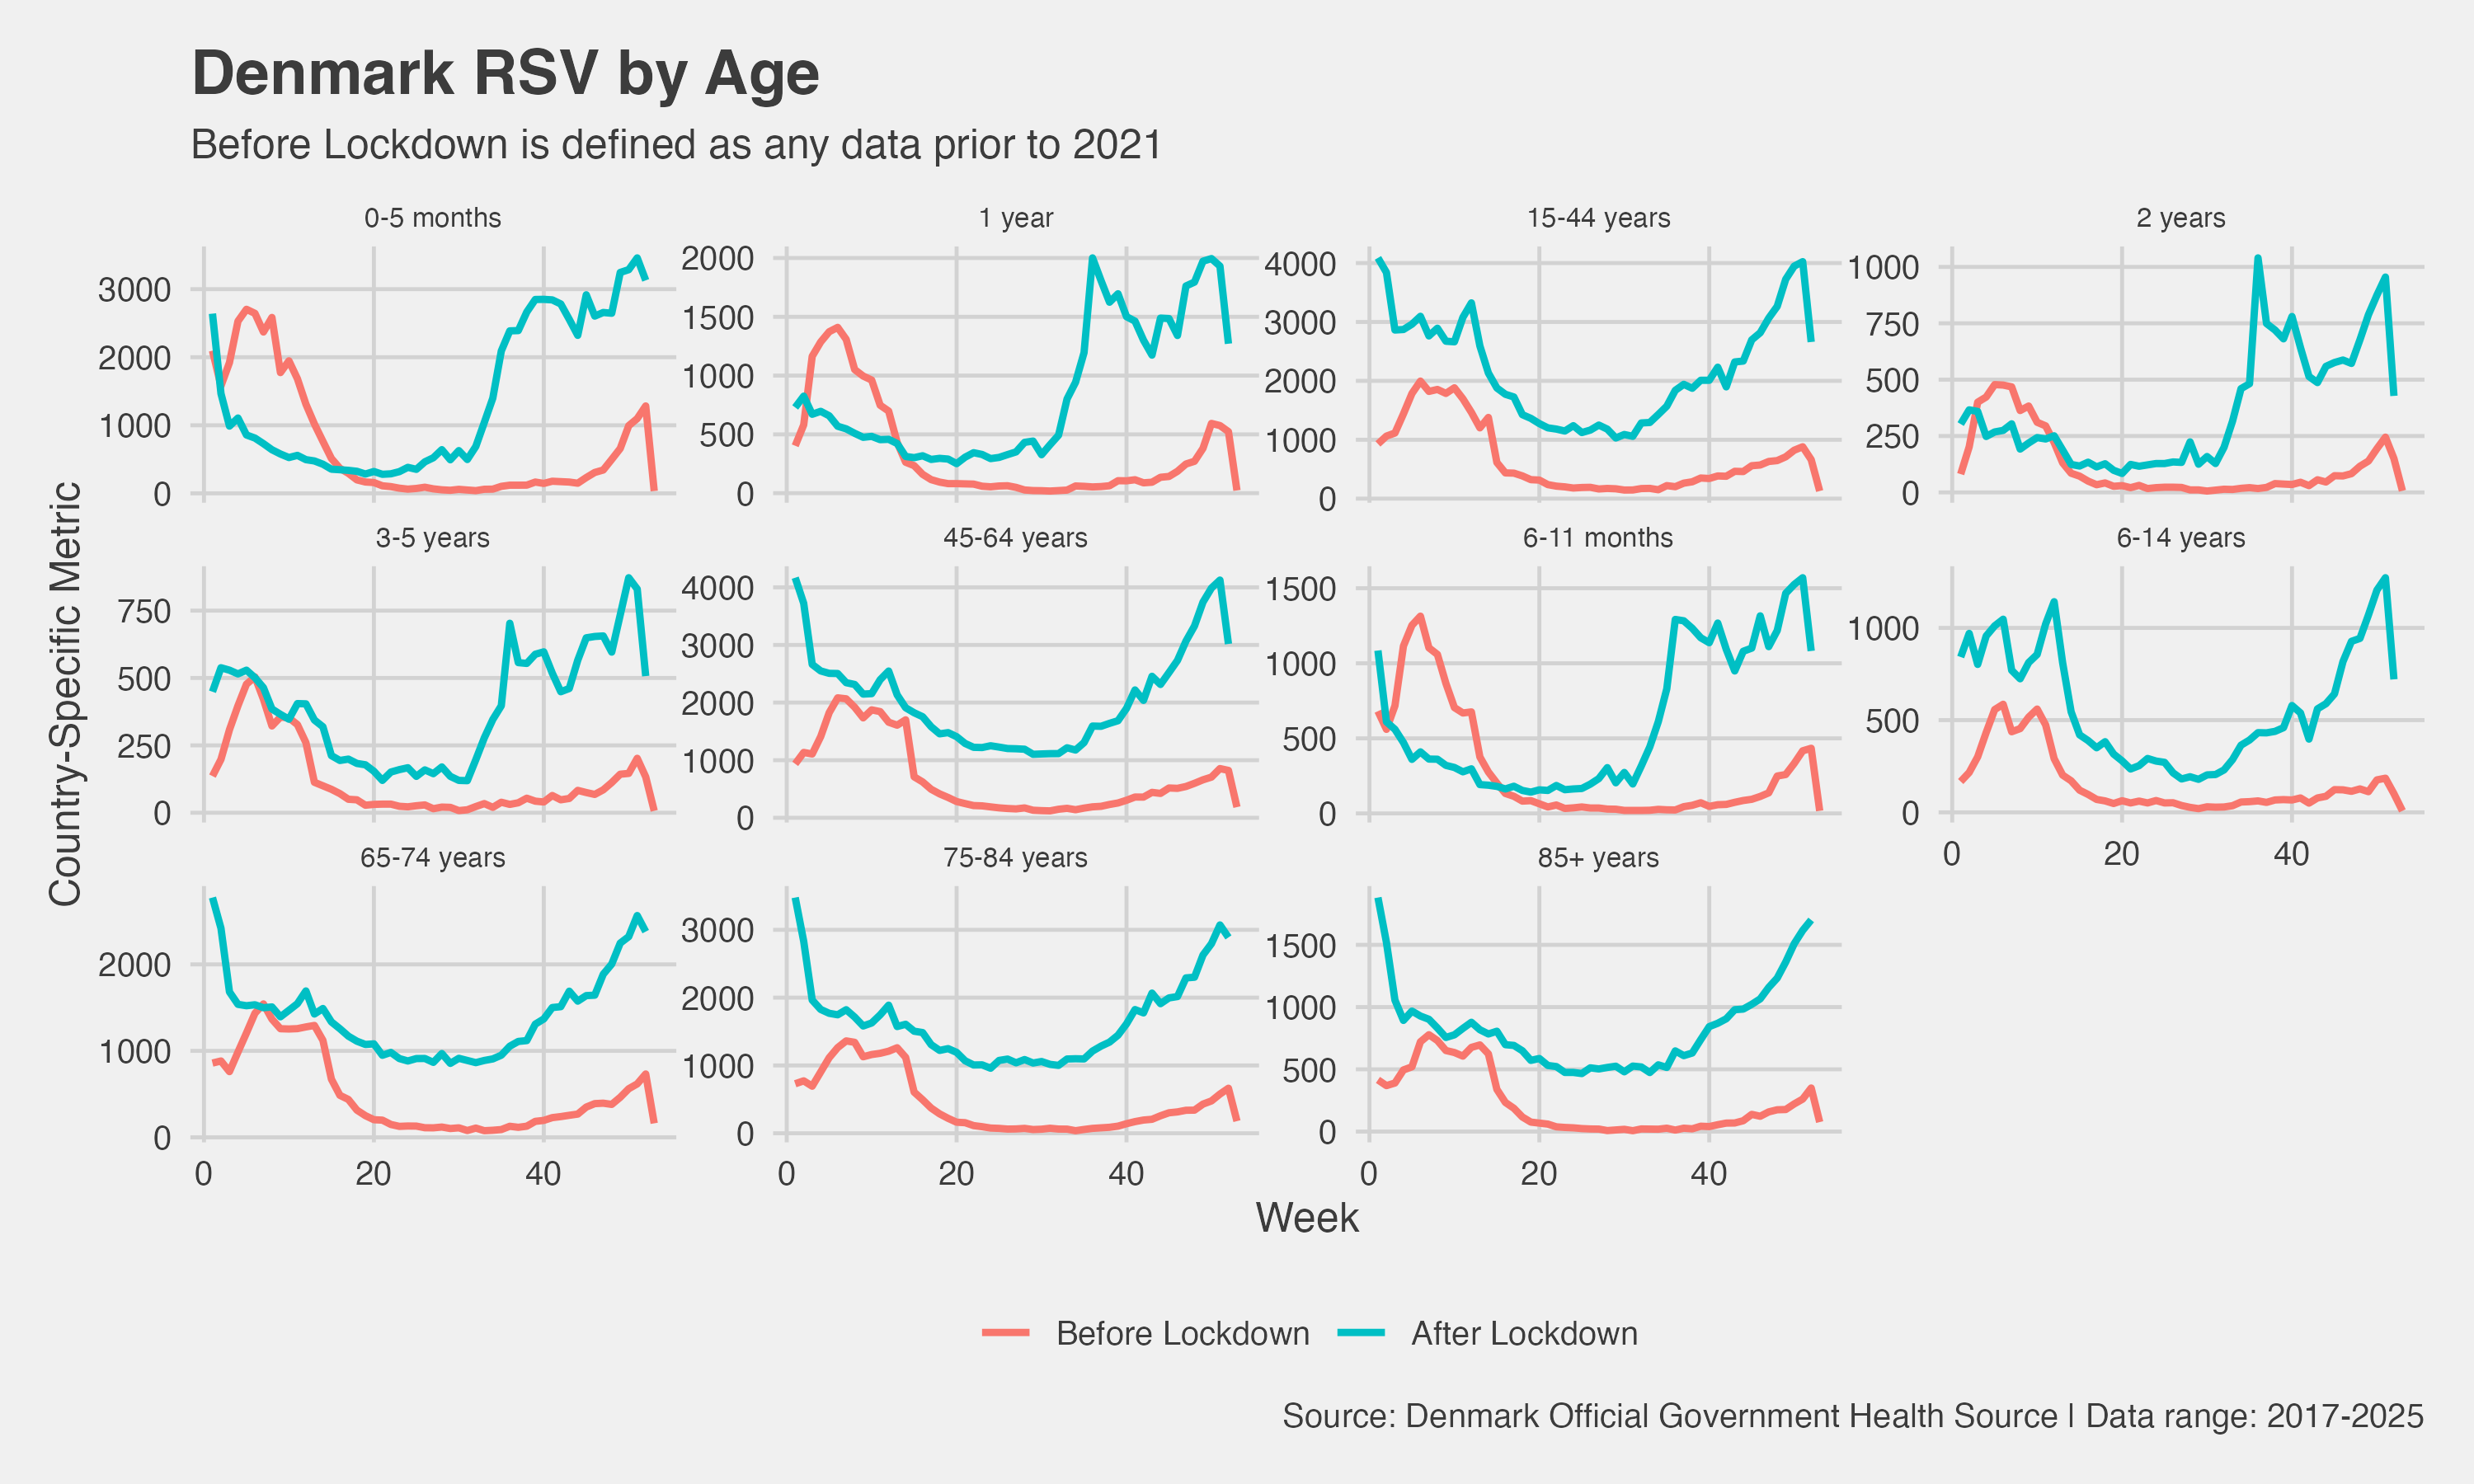 Denmark RSV by Age
Before Lockdown is defined as any data prior to 2021
Country-Specific Metric
0-5 months
3000
2000
1000
0
1 year
2000
1500
1000
500
0
15-44 years
4000
3000
2000
1000
0
2 years
1000
750
500
250
0
3-5 years
750
500
250
0
45-64 years
4000
3000
2000
1000
0
6-11 months
1500
1000
500
0
6-14 years
1000
500
0
0 20 40
65-74 years
2000
1000
0
0 20 40
75-84 years
3000
2000
1000
0
0 20 40
85+ years
1500
1000
500
0
0 20 40
Week
Before Lockdown After Lockdown
Source: Denmark Official Government Health Source | Data range: 2017-2025